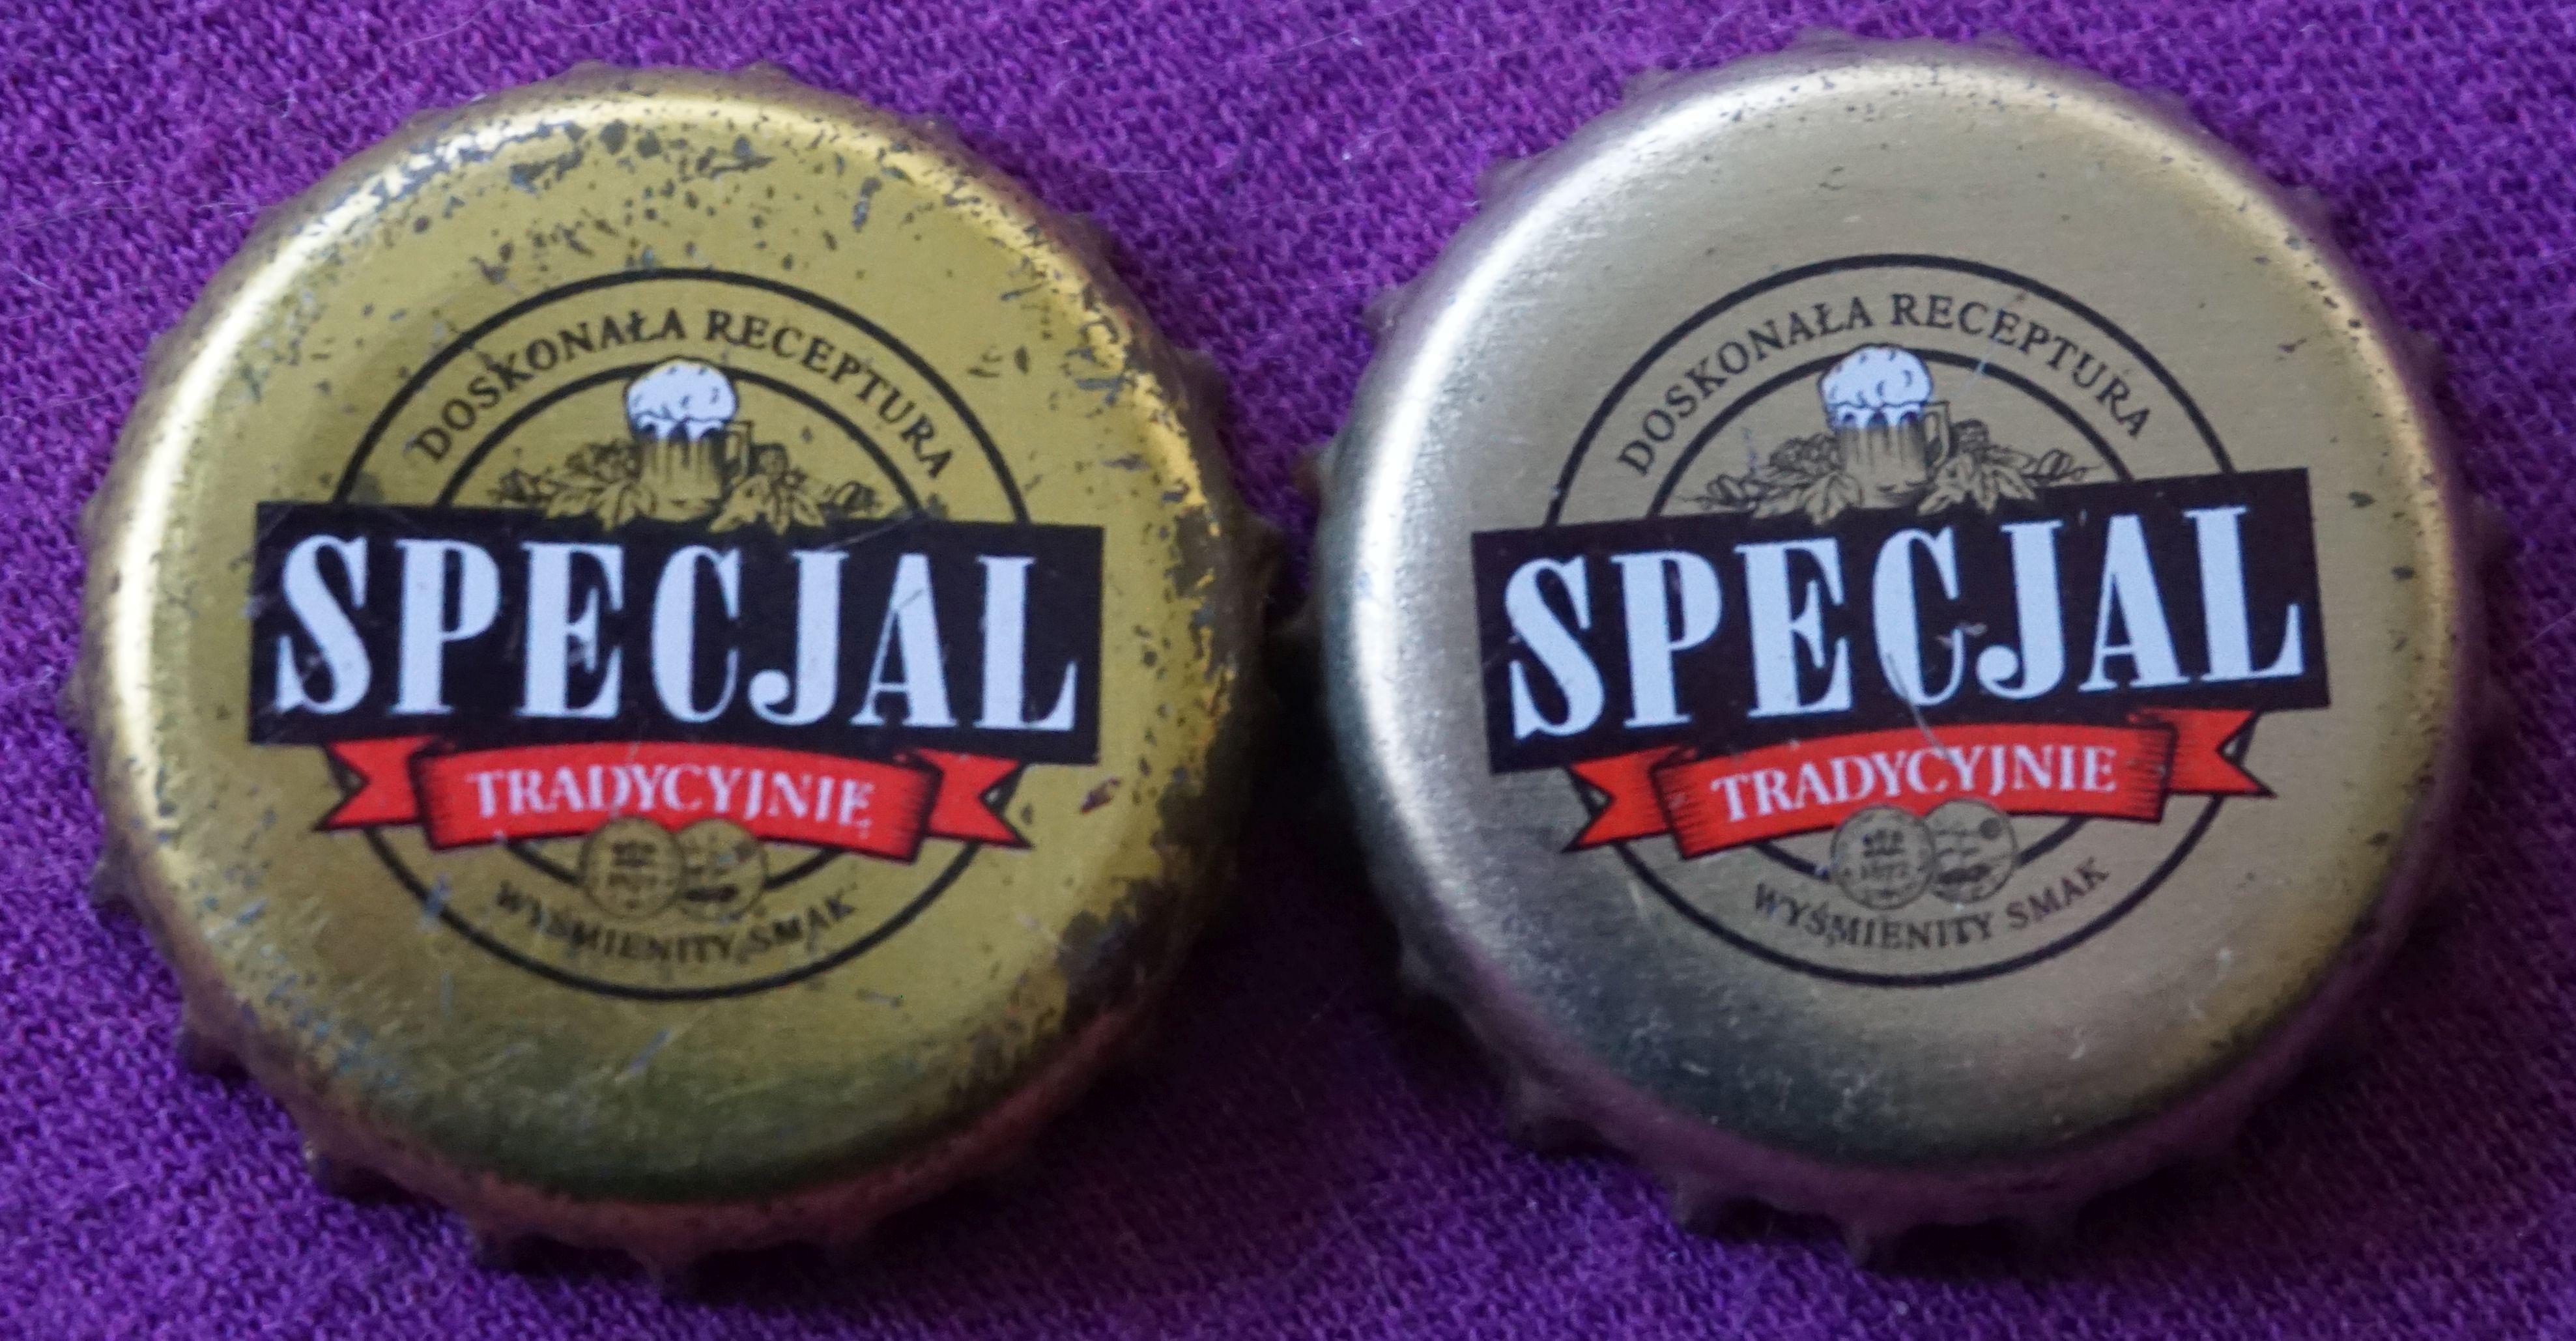 DOSKONAŁA RECEPTURA
SPECJAL
TRADYCYJNIE
WYŚMIENITY SMAK
DOSKONAŁA RECEPTURA
SPECJAL
TRADYCYJNIE
WYŚMIENITY SMAK